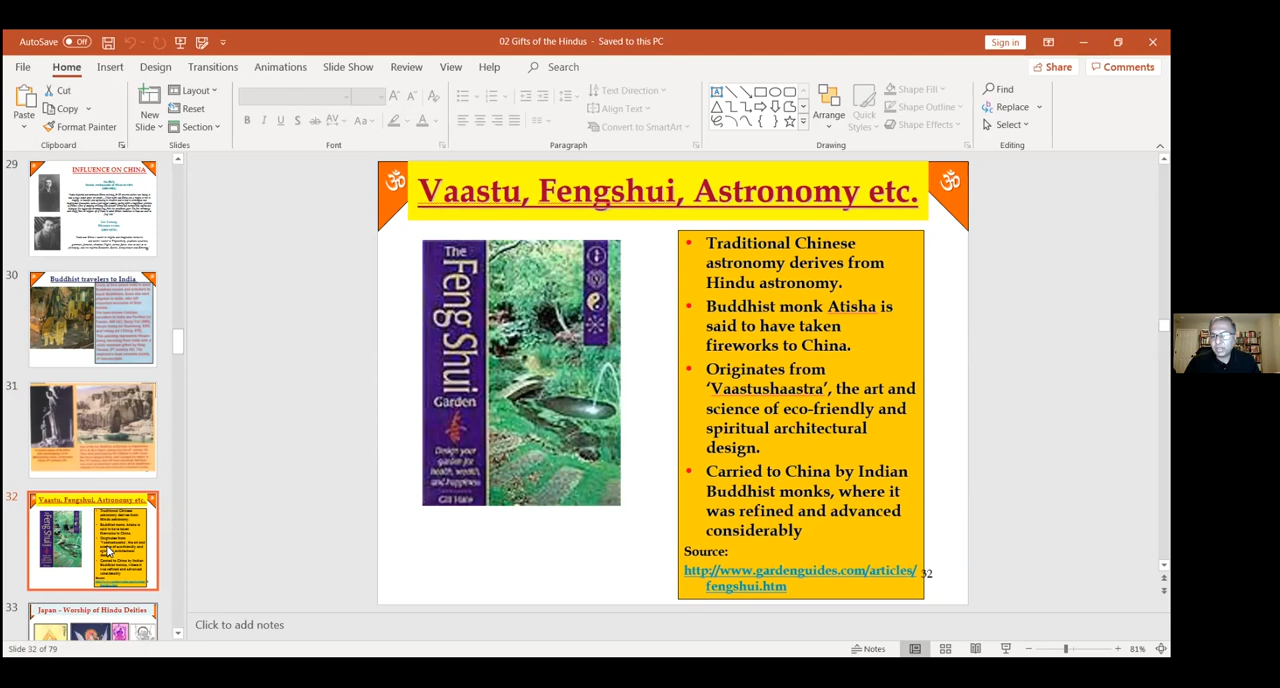 AutoSave Off
02 Gifts of the Hindus - Saved to this PC
Sign in
File Home Insert Design Transitions Animations Slide Show Review View Help Search
Share Comments
Paste
Cut
Copy
Format Painter
Clipboard
New
Slide
Layout
Reset
Section
Slides
Font
Text Direction
Align Text
Convert to SmartArt
Paragraph
Arrange
Quick
Styles
Shape Fill
Shape Outline
Shape Effects
Drawing
Find
Replace
Select
Editing
29
INFLUENCE ON CHINA
30
Buddhist travelers to India
31
32
Vaastu, Fengshui, Astronomy etc.
33
Japan - Worship of Hindu Deities
ॐ
Vaastu, Fengshui, Astronomy etc.
ॐ
The
Feng Shui
Garden
Design your
garden for
health, wealth,
and happiness
• Traditional Chinese
astronomy derives from
Hindu astronomy.
• Buddhist monk Atisha is
said to have taken
fireworks to China.
• Originates from
‘Vaastushaastra’, the art and
science of eco-friendly and
spiritual architectural
design.
• Carried to China by Indian
Buddhist monks, where it
was refined and advanced
considerably
Source:
http://www.gardenguides.com/articles/
fengshui.htm
32
Click to add notes
Slide 32 of 79
Notes
81%